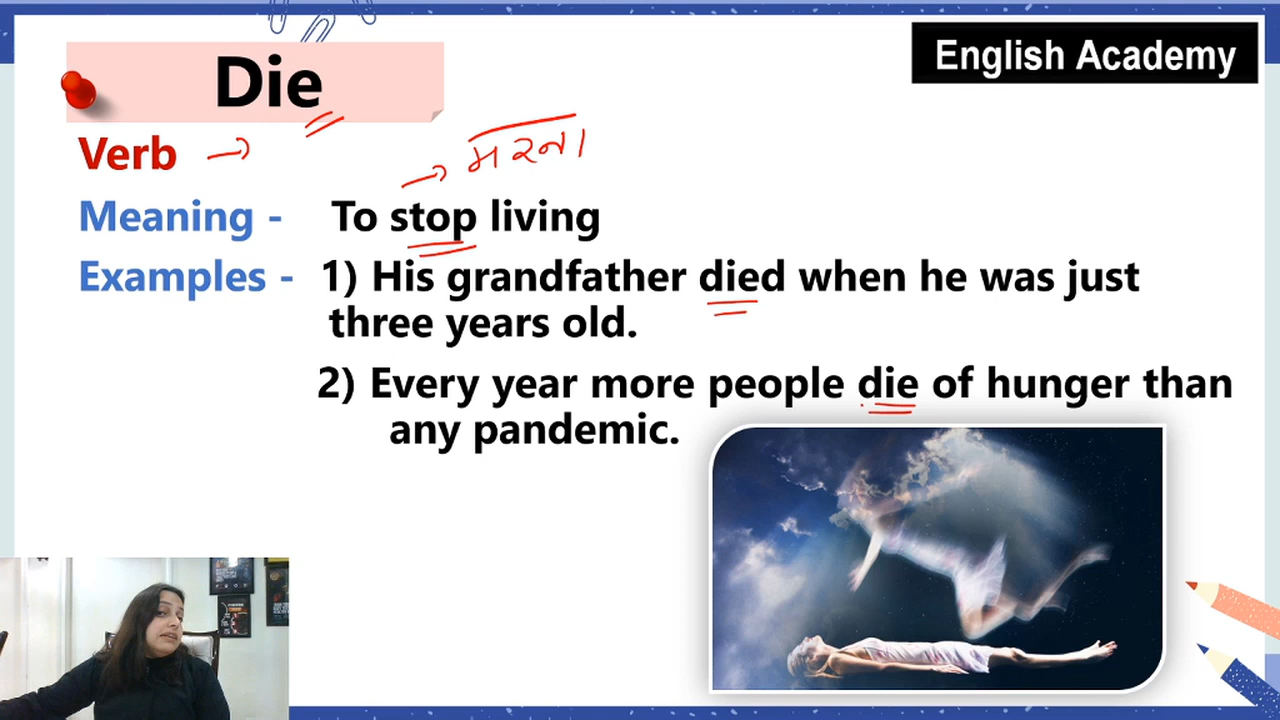 English Academy
Die
Verb
मरना
Meaning - To stop living
Examples - 1) His grandfather died when he was just
three years old.
2) Every year more people die of hunger than
any pandemic.